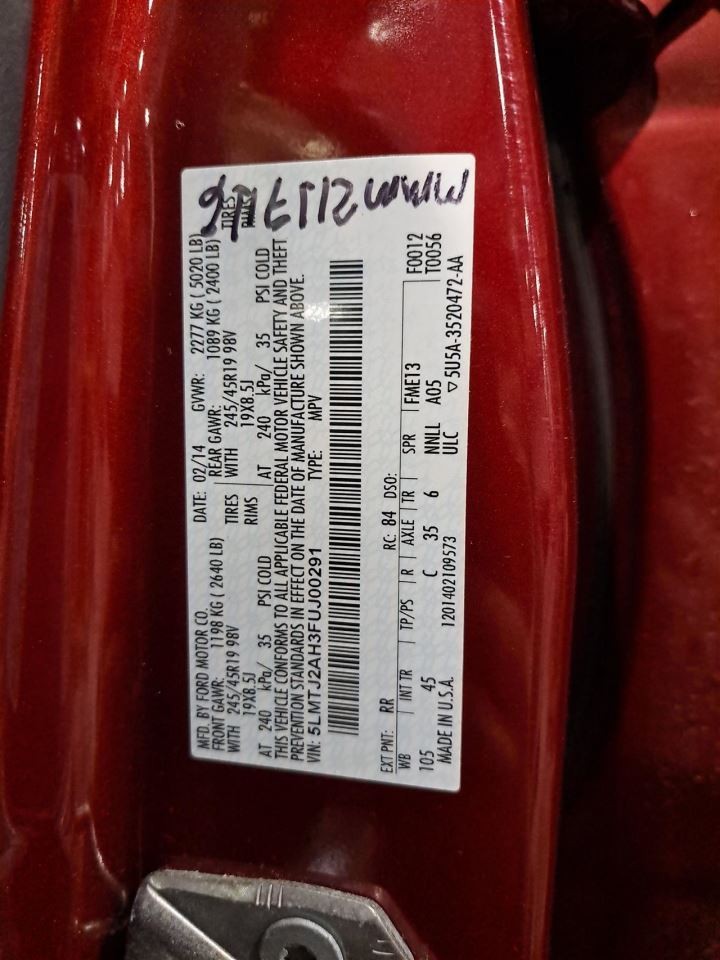 MFD. BY FORD MOTOR CO.
DATE: 02/14 GVWR: 2277 KG ( 5020 LB)
FRONT GAWR: 1198 KG ( 2640 LB)
REAR GAWR: 1089 KG ( 2400 LB)
WITH 245/45R19 98V TIRES
WITH 245/45R19 98V TIRES
19X8.5J RIMS
19X8.5J RIMS
AT 240 kPa/ 35 PSI COLD
AT 240 kPa/ 35 PSI COLD
THIS VEHICLE CONFORMS TO ALL APPLICABLE FEDERAL MOTOR VEHICLE SAFETY AND THEFT
PREVENTION STANDARDS IN EFFECT ON THE DATE OF MANUFACTURE SHOWN ABOVE.
VIN: 5LMTJ2AH3FUJ00291 TYPE: MPV
EXT PNT: RR RC: 84 DSO: F0012
WB INT TR TP/PS R AXLE TR SPR FME13 T0056
105 45 C 35 6 NNLL A05
MADE IN U.S.A. 1201402109573 ULC ▽5U5A-3520472-AA